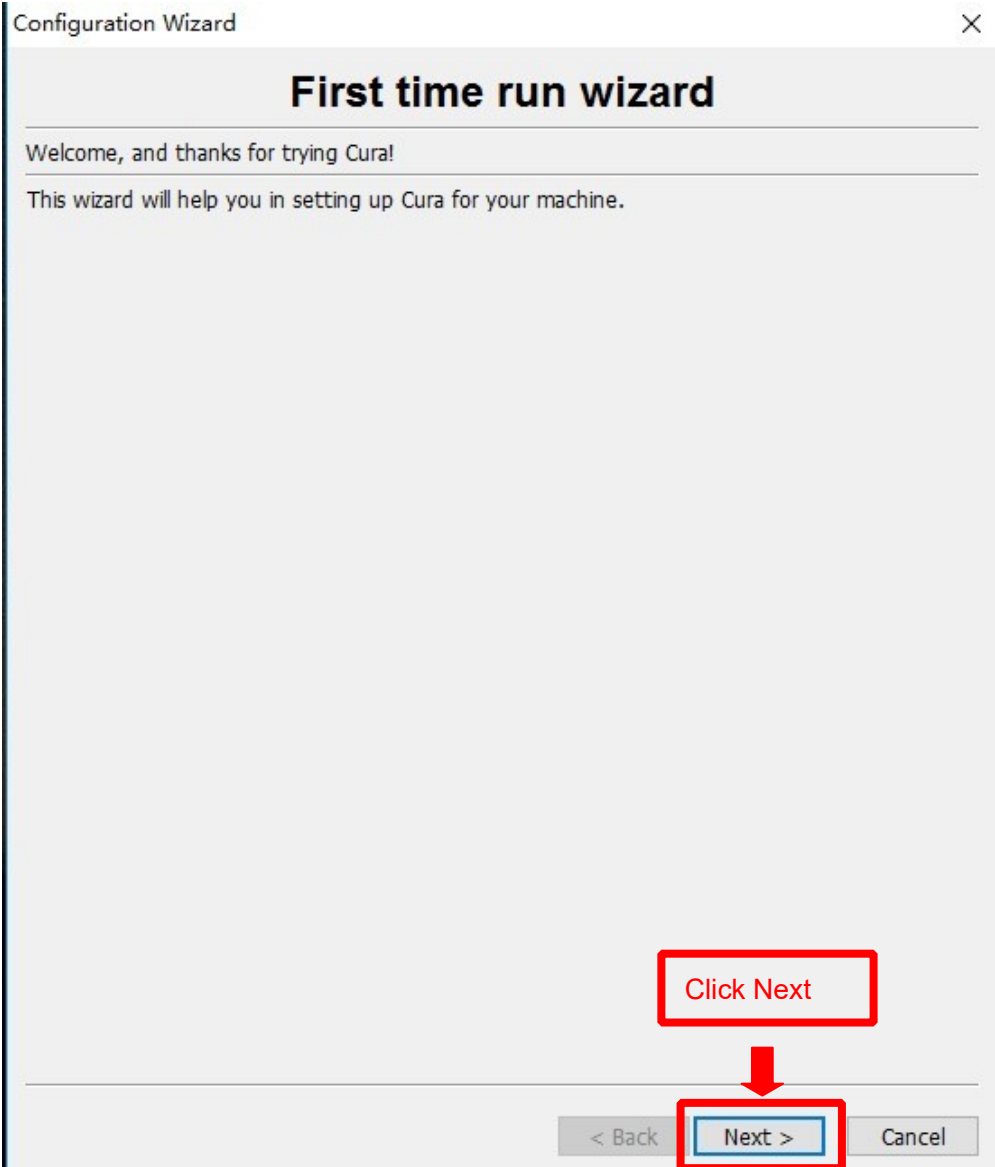 Configuration Wizard
First time run wizard
Welcome, and thanks for trying Cura!
This wizard will help you in setting up Cura for your machine.
Click Next
< Back
Next >
Cancel